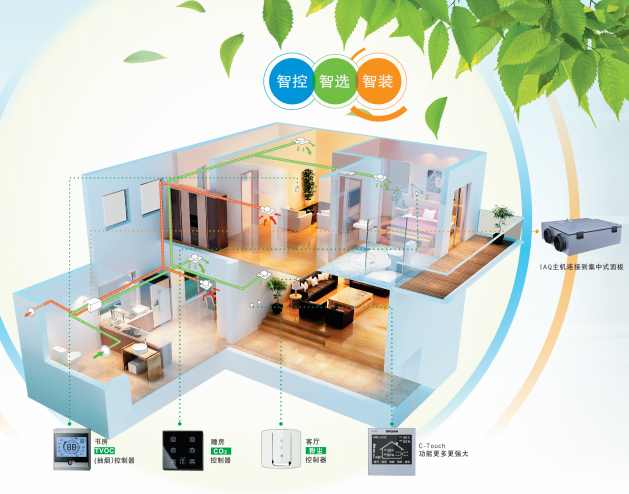 智控 智选 智装
IAQ主机连接到集中式面板
书房
TVOC
(抽烟)控制器
睡房
CO₂
控制器
客厅
粉尘
控制器
C-Touch
功能更多更强大